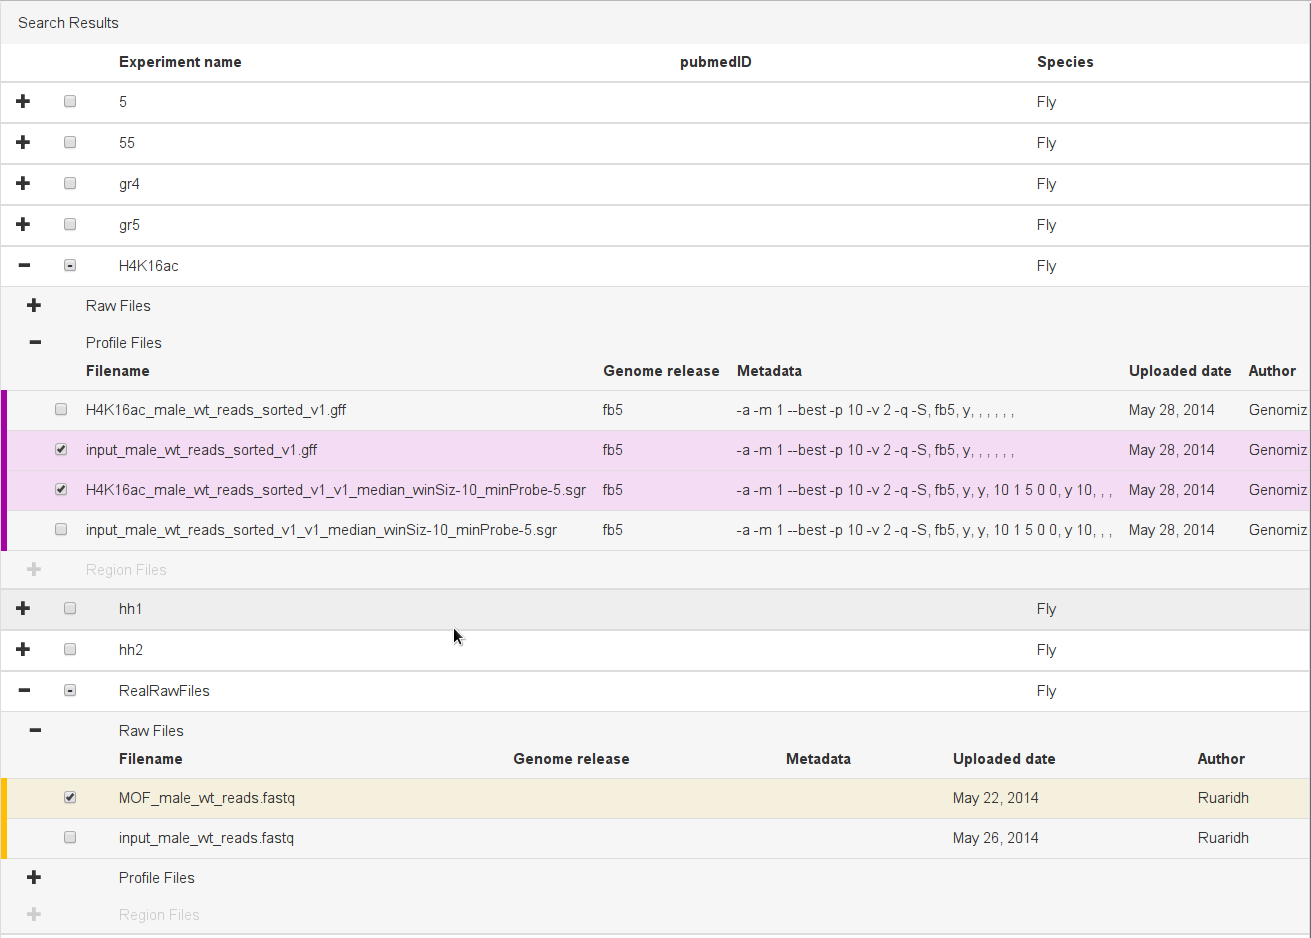 Search Results
Experiment name pubmedID Species
5 Fly
55 Fly
gr4 Fly
gr5 Fly
H4K16ac Fly
Raw Files
Profile Files
Filename Genome release Metadata Uploaded date Author
H4K16ac_male_wt_reads_sorted_v1.gff fb5 -a -m 1 --best -p 10 -v 2 -q -S, fb5, y, , , , , , May 28, 2014 Genomiz
input_male_wt_reads_sorted_v1.gff fb5 -a -m 1 --best -p 10 -v 2 -q -S, fb5, y, , , , , , May 28, 2014 Genomiz
H4K16ac_male_wt_reads_sorted_v1_v1_median_winSiz-10_minProbe-5.sgr fb5 -a -m 1 --best -p 10 -v 2 -q -S, fb5, y, y, 10 1 5 0 0, y 10, , , May 28, 2014 Genomiz
input_male_wt_reads_sorted_v1_v1_median_winSiz-10_minProbe-5.sgr fb5 -a -m 1 --best -p 10 -v 2 -q -S, fb5, y, y, 10 1 5 0 0, y 10, , , May 28, 2014 Genomiz
Region Files
hh1 Fly
hh2 Fly
RealRawFiles Fly
Raw Files
Filename Genome release Metadata Uploaded date Author
MOF_male_wt_reads.fastq May 22, 2014 Ruaridh
input_male_wt_reads.fastq May 26, 2014 Ruaridh
Profile Files
Region Files